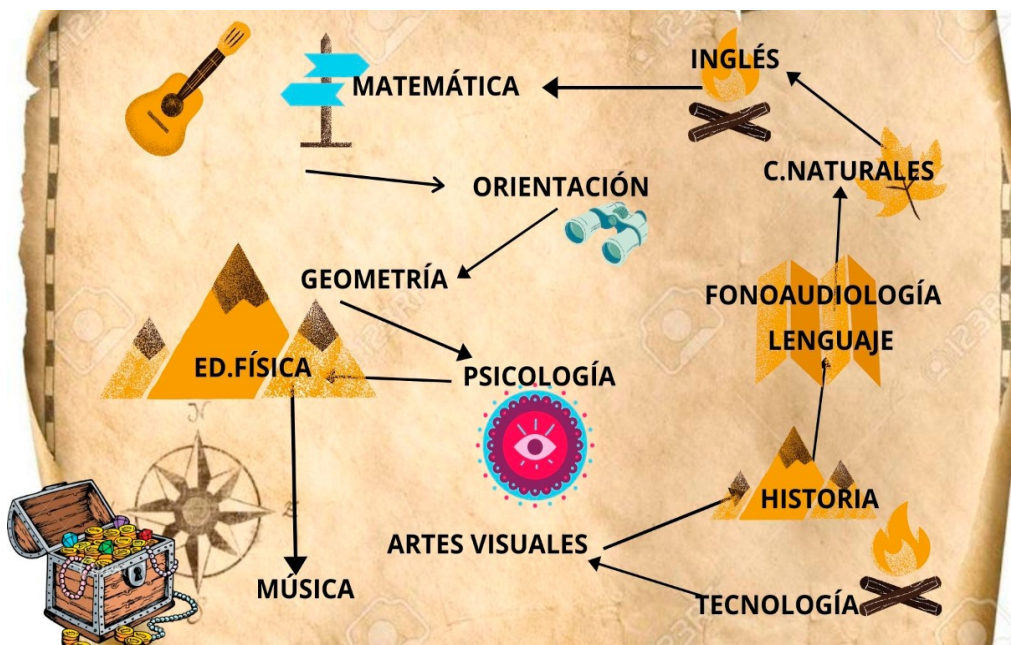 INGLÉS
MATEMÁTICA
C.NATURALES
ORIENTACIÓN
GEOMETRÍA
FONOAUDIOLOGÍA
LENGUAJE
ED.FÍSICA
PSICOLOGÍA
N
HISTORIA
ARTES VISUALES
MÚSICA
TECNOLOGÍA